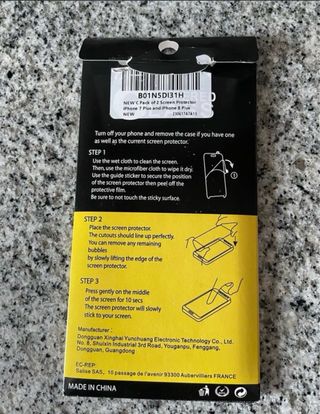 B01N5DI31H
NEW C Pack of 2 Screen Protector
iPhone 7 Plus and iPhone 8 Plus
NEW
Turn off your phone and remove the case if you have one
as well as the current screen protector.
STEP 1
Use the wet cloth to clean the screen.
Then, use the microfiber cloth to wipe it dry.
Use the guide sticker to secure the position
of the screen protector then peel off the
protective film.
Be sure not to touch the sticky surface.
STEP 2
Place the screen protector.
The cutouts should line up perfectly.
You can remove any remaining
bubbles
by slowly lifting the edge of the
screen protector.
STEP 3
Press gently on the middle
of the screen for 10 secs
The screen protector will slowly
stick to your screen.
Manufacturer :
Dongguan Xinghai Yunchuang Electronic Technology Co., Ltd.
No. 8, Shuixin Industrial 3rd Road, Youganpu, Fenggang,
Dongguan, Guangdong
EC-REP:
Salise SAS, 10 passage de l'avenir 93300 Aubervilliers FRANCE
MADE IN CHINA